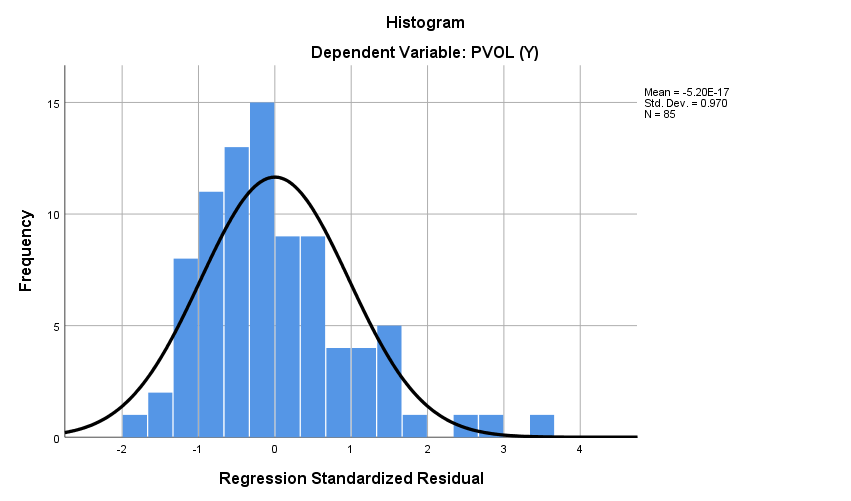 Histogram
Dependent Variable: PVOL (Y)
Mean = -5.20E-17
Std. Dev. = 0.970
N = 85
Frequency
15
10
5
0
-2 -1 0 1 2 3 4
Regression Standardized Residual